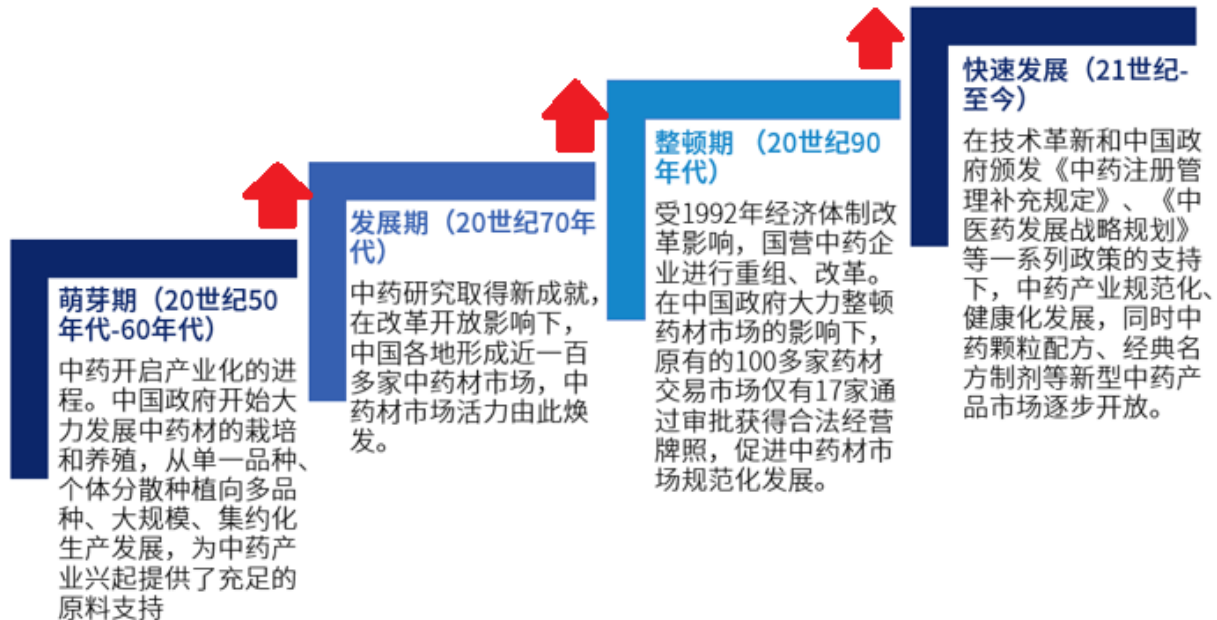 萌芽期（20世纪50
年代-60年代）
中药开启产业化的进
程。中国政府开始大
力发展中药材的栽培
和养殖，从单一品种、
个体分散种植向多品
种、大规模、集约化
生产发展，为中药产
业兴起提供了充足的
原料支持
发展期（20世纪70年
代）
中药研究取得新成就，
在改革开放影响下，
中国各地形成近一百
多家中药材市场，中
药材市场活力由此焕
发。
整顿期 （20世纪90
年代）
受1992年经济体制改
革影响，国营中药企
业进行重组、改革。
在中国政府大力整顿
药材市场的影响下，
原有的100多家药材
交易市场仅有17家通
过审批获得合法经营
牌照，促进中药材市
场规范化发展。
快速发展（21世纪-
至今）
在技术革新和中国政
府颁发《中药注册管
理补充规定》、《中
医药发展战略规划》
等一系列政策的支持
下，中药产业规范化、
健康化发展，同时中
药颗粒配方、经典名
方制剂等新型中药产
品市场逐步开放。